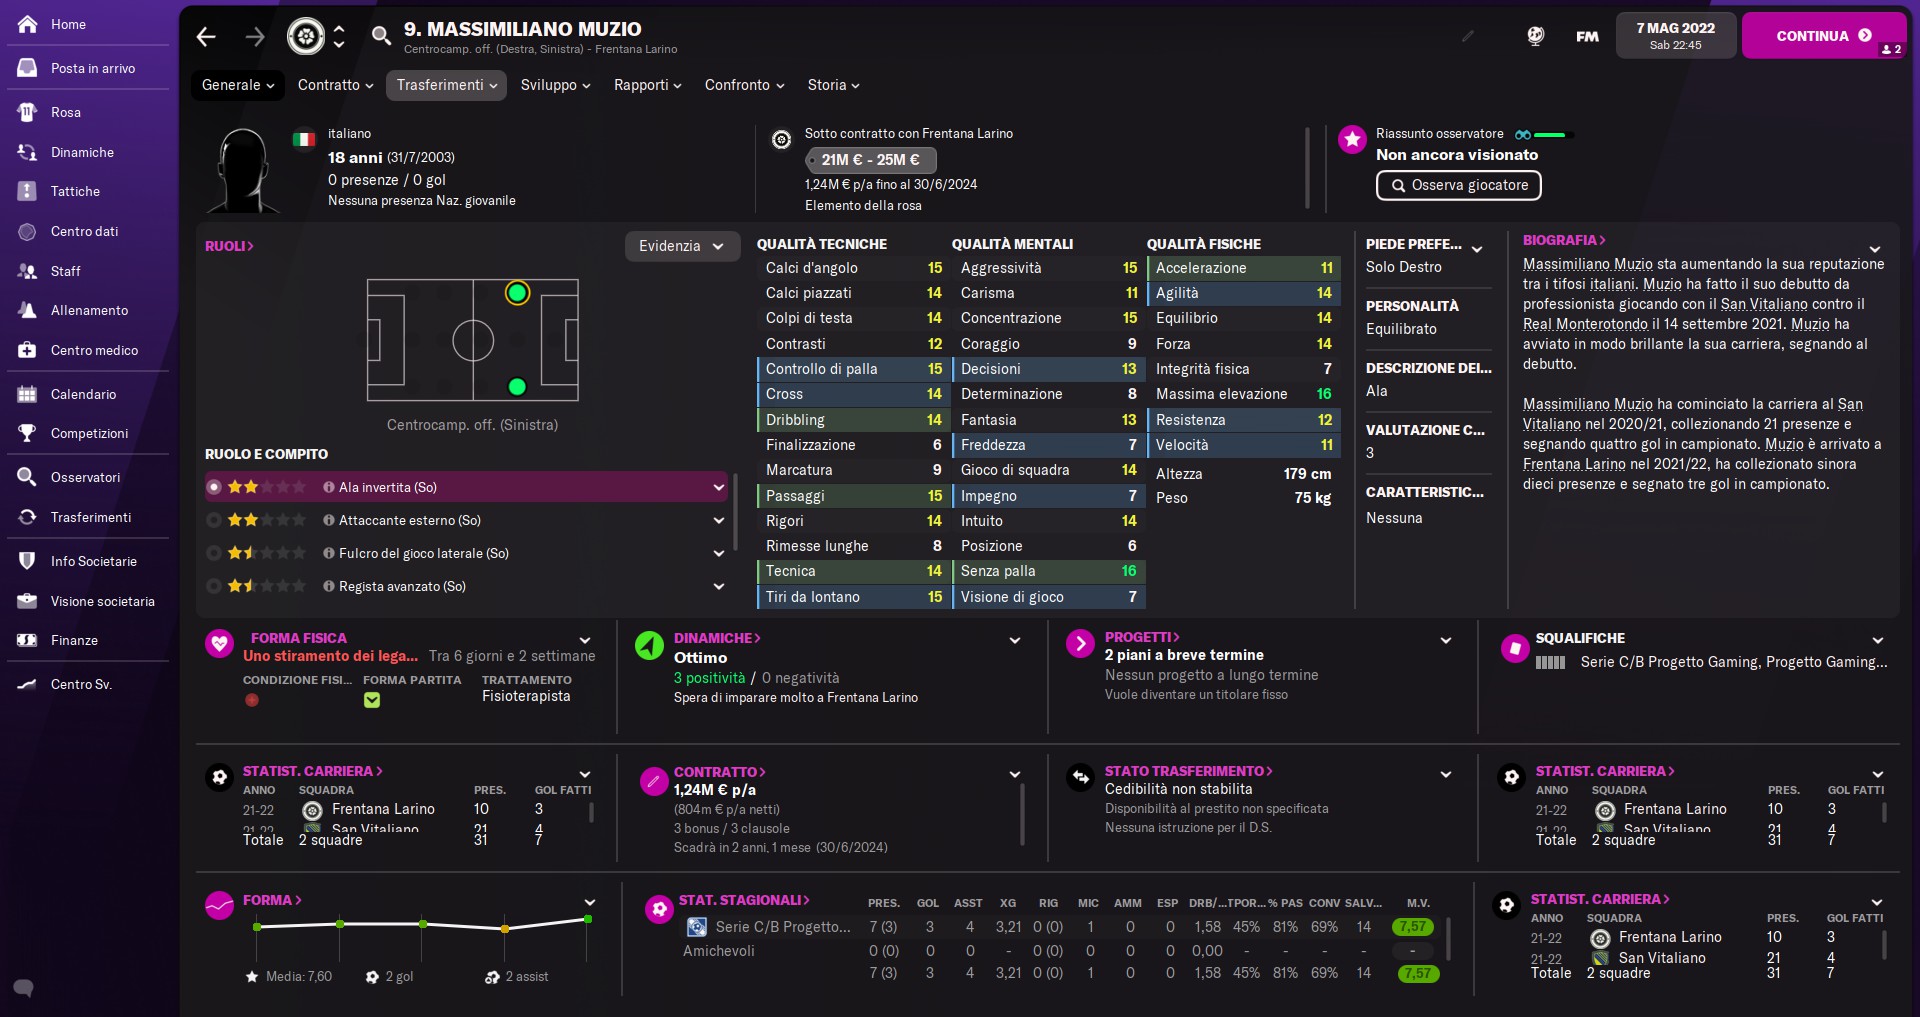 Home
Posta in arrivo
Rosa
Dinamiche
Tattiche
Centro dati
Staff
Allenamento
Centro medico
Calendario
Competizioni
Osservatori
Trasferimenti
Info Societarie
Visione societaria
Finanze
Centro Sv.
9. MASSIMILIANO MUZIO
Centrocamp. off. (Destra, Sinistra) - Frentana Larino
FM
7 MAG 2022
Sab 22:45
CONTINUA
2
Generale
Contratto
Trasferimenti
Sviluppo
Rapporti
Confronto
Storia
italiano
18 anni (31/7/2003)
0 presenze / 0 gol
Nessuna presenza Naz. giovanile
Sotto contratto con Frentana Larino
21M € - 25M €
1,24M € p/a fino al 30/6/2024
Elemento della rosa
Riassunto osservatore
Non ancora visionato
Osserva giocatore
RUOLI
Evidenzia
Centrocamp. off. (Sinistra)
RUOLO E COMPITO
Ala invertita (So)
Attaccante esterno (So)
Fulcro del gioco laterale (So)
Regista avanzato (So)
QUALITÀ TECNICHE
Calci d'angolo 15
Calci piazzati 14
Colpi di testa 14
Contrasti 12
Controllo di palla 15
Cross 14
Dribbling 14
Finalizzazione 6
Marcatura 9
Passaggi 15
Rigori 14
Rimesse lunghe 8
Tecnica 14
Tiri da lontano 15
QUALITÀ MENTALI
Aggressività 15
Carisma 11
Concentrazione 15
Coraggio 9
Decisioni 13
Determinazione 8
Fantasia 13
Freddezza 7
Gioco di squadra 14
Impegno 7
Intuito 14
Posizione 6
Senza palla 16
Visione di gioco 7
QUALITÀ FISICHE
Accelerazione 11
Agilità 14
Equilibrio 14
Forza 14
Integrità fisica 7
Massima elevazione 16
Resistenza 12
Velocità 11
Altezza 179 cm
Peso 75 kg
PIEDE PREFE...
Solo Destro
PERSONALITÀ
Equilibrato
DESCRIZIONE DEI...
Ala
VALUTAZIONE C...
3
CARATTERISTIC...
Nessuna
BIOGRAFIA
Massimiliano Muzio sta aumentando la sua reputazione
tra i tifosi italiani. Muzio ha fatto il suo debutto da
professionista giocando con il San Vitaliano contro il
Real Monterotondo il 14 settembre 2021. Muzio ha
avviato in modo brillante la sua carriera, segnando al
debutto.
Massimiliano Muzio ha cominciato la carriera al San
Vitaliano nel 2020/21, collezionando 21 presenze e
segnando quattro gol in campionato. Muzio è arrivato a
Frentana Larino nel 2021/22, ha collezionato sinora
dieci presenze e segnato tre gol in campionato.
FORMA FISICA
Uno stiramento dei lega... Tra 6 giorni e 2 settimane
CONDIZIONE FISI... FORMA PARTITA TRATTAMENTO
Fisioterapista
DINAMICHE
Ottimo
3 positività / 0 negatività
Spera di imparare molto a Frentana Larino
PROGETTI
2 piani a breve termine
Nessun progetto a lungo termine
Vuole diventare un titolare fisso
SQUALIFICHE
Serie C/B Progetto Gaming, Progetto Gaming...
STATIST. CARRIERA
ANNO SQUADRA PRES. GOL FATTI
21-22 Frentana Larino 10 3
21-22 San Vitaliano 21 4
Totale 2 squadre 31 7
CONTRATTO
1,24M € p/a
(804m € p/a netti)
3 bonus / 3 clausole
Scadrà in 2 anni, 1 mese (30/6/2024)
STATO TRASFERIMENTO
Cedibilità non stabilita
Disponibilità al prestito non specificata
Nessuna istruzione per il D.S.
STATIST. CARRIERA
ANNO SQUADRA PRES. GOL FATTI
21-22 Frentana Larino 10 3
21-22 San Vitaliano 21 4
Totale 2 squadre 31 7
FORMA
Media: 7,60 2 gol 2 assist
STAT. STAGIONALI PRES. GOL ASST XG RIG MIC AMM ESP DRB/... TPOR... % PAS CONV SALV... M.V.
Serie C/B Progetto... 7 (3) 3 4 3,21 0 (0) 1 0 0 1,58 45% 81% 69% 14 7,57
Amichevoli 0 (0) 0 0 - 0 (0) 0 0 0 0,00 - - - - -
7 (3) 3 4 3,21 0 (0) 1 0 0 1,58 45% 81% 69% 14 7,57
STATIST. CARRIERA
ANNO SQUADRA PRES. GOL FATTI
21-22 Frentana Larino 10 3
21-22 San Vitaliano 21 4
Totale 2 squadre 31 7